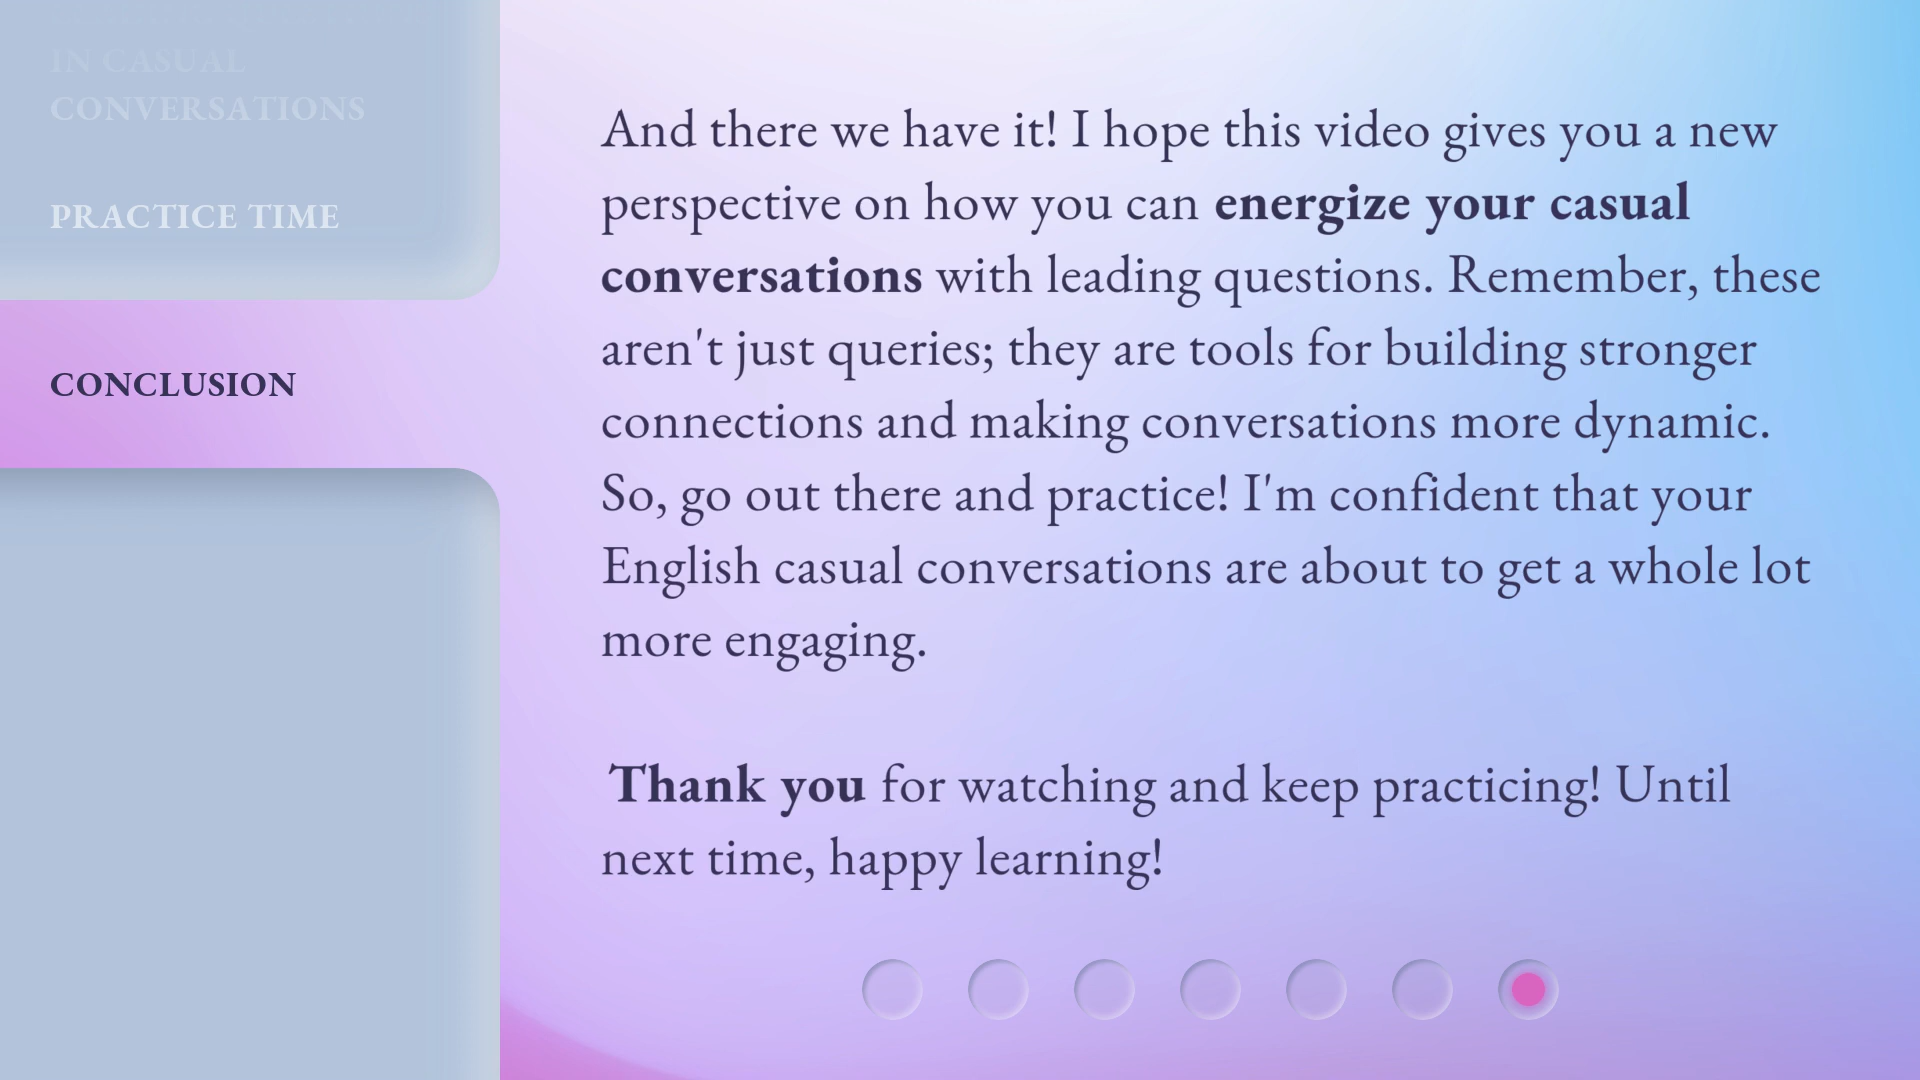 IN CASUAL
CONVERSATIONS
PRACTICE TIME
CONCLUSION
And there we have it! I hope this video gives you a new
perspective on how you can energize your casual
conversations with leading questions. Remember, these
aren't just queries; they are tools for building stronger
connections and making conversations more dynamic.
So, go out there and practice! I'm confident that your
English casual conversations are about to get a whole lot
more engaging.
Thank you for watching and keep practicing! Until
next time, happy learning!